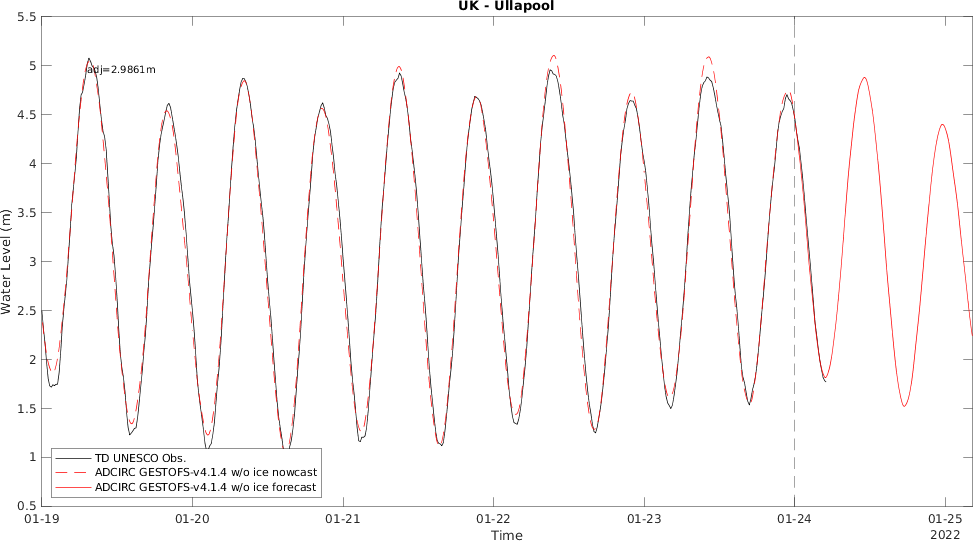 UK - Ullapool
adj=2.9861m
5.5
5
4.5
4
3.5
3
2.5
2
1.5
1
0.5
Water Level (m)
TD UNESCO Obs.
ADCIRC GESTOFS-v4.1.4 w/o ice nowcast
ADCIRC GESTOFS-v4.1.4 w/o ice forecast
01-19 01-20 01-21 01-22 01-23 01-24 01-25
Time
2022